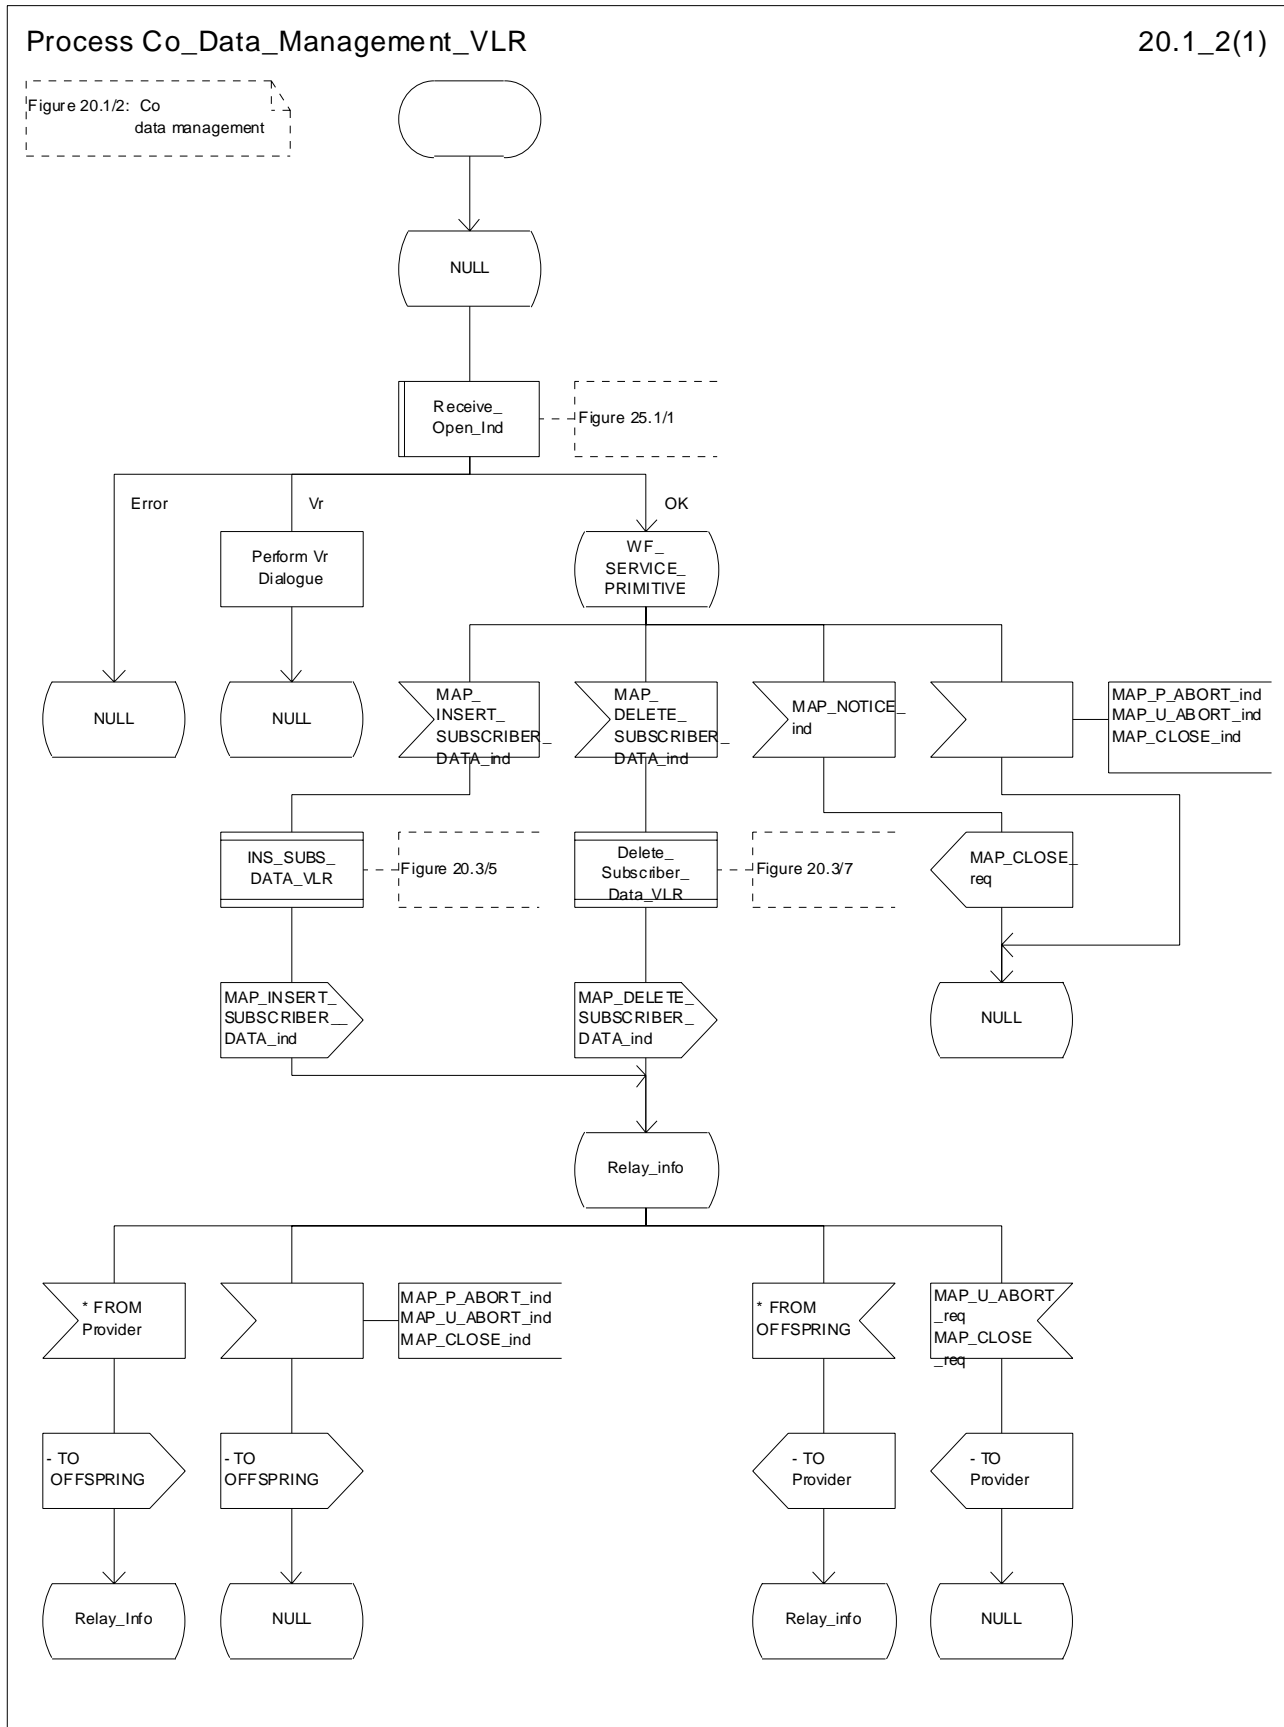 Process Co_Data_Management_VLR
20.1_2(1)
Figure 20.1/2: Co
data management
NULL
Receive_
Open_Ind
Figure 25.1/1
Error
Vr
OK
Perform Vr
Dialogue
WF_
SERVICE_
PRIMITIVE
NULL
NULL
MAP_
INSERT_
SUBSCRIBER_
DATA_ind
MAP_
DELETE_
SUBSCRIBER_
DATA_ind
MAP_NOTICE_
ind
MAP_P_ABORT_ind
MAP_U_ABORT_ind
MAP_CLOSE_ind
INS_SUBS_
DATA_VLR
Figure 20.3/5
Delete_
Subscriber_
Data_VLR
Figure 20.3/7
MAP_CLOSE_
req
MAP_INSERT_
SUBSCRIBER__
DATA_ind
MAP_DELETE_
SUBSCRIBER_
DATA_ind
NULL
Relay_info
* FROM
Provider
MAP_P_ABORT_ind
MAP_U_ABORT_ind
MAP_CLOSE_ind
* FROM
OFFSPRING
MAP_U_ABORT
_req
MAP_CLOSE
_req
- TO
OFFSPRING
- TO
OFFSPRING
- TO
Provider
- TO
Provider
Relay_Info
NULL
Relay_info
NULL